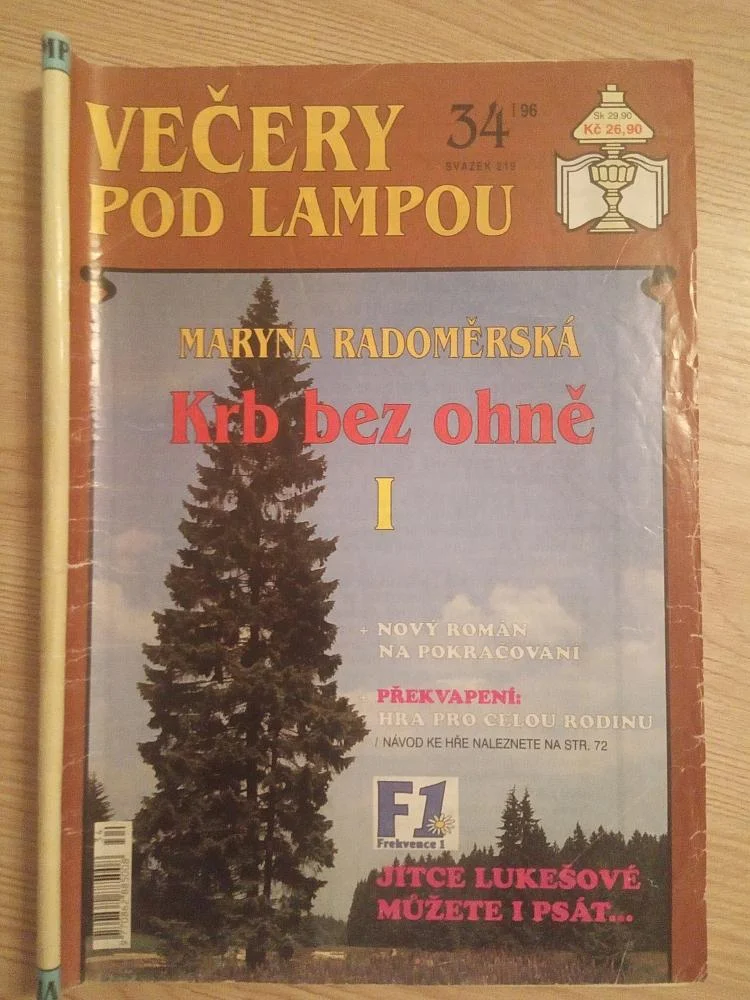 VEČERY
POD LAMPOU
34 | 96
SVAZEK 219
Sk 29,90
Kč 26,90
MARYNA RADOMĚRSKÁ
Krb bez ohně
I
+ NOVÝ ROMÁN
NA POKRAČOVÁNÍ
+ PŘEKVAPENÍ:
HRA PRO CELOU RODINU
/ NÁVOD KE HŘE NALEZNETE NA STR. 72
F1
Frekvence 1
JITCE LUKEŠOVÉ
MŮŽETE I PSÁT...